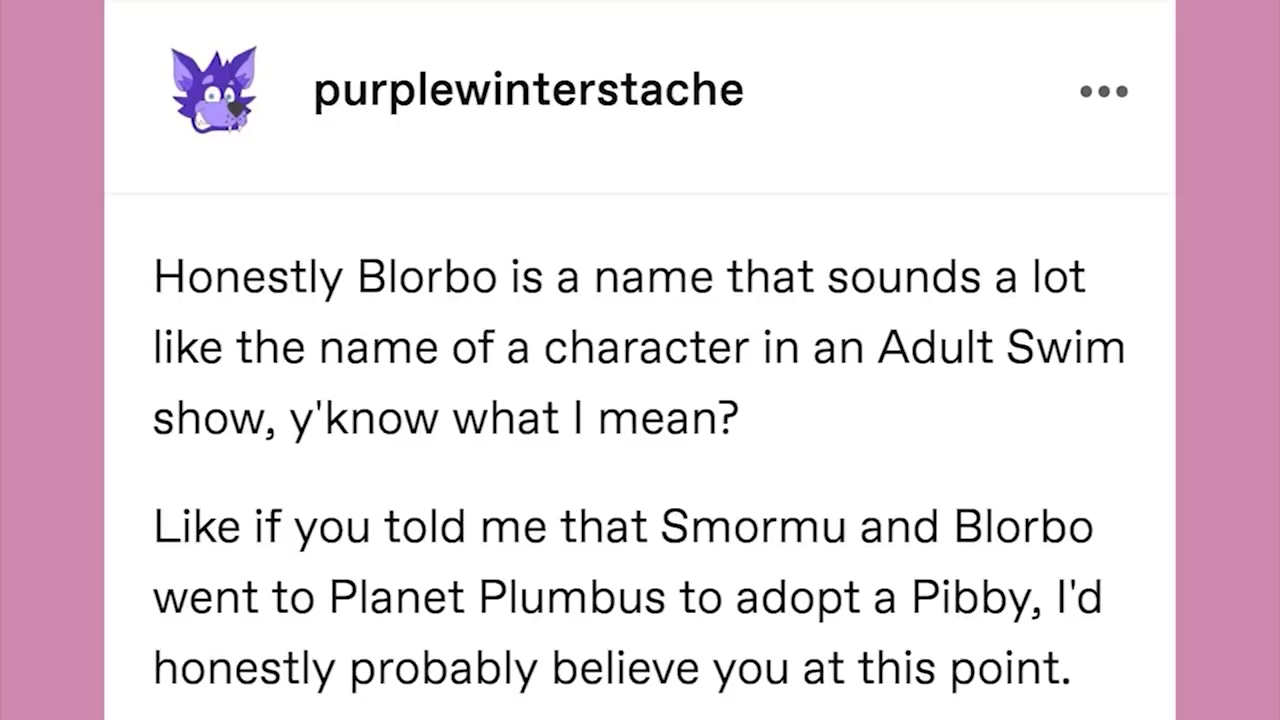 purplewinterstache
Honestly Blorbo is a name that sounds a lot
like the name of a character in an Adult Swim
show, y'know what I mean?
Like if you told me that Smormu and Blorbo
went to Planet Plumbus to adopt a Pibby, I'd
honestly probably believe you at this point.